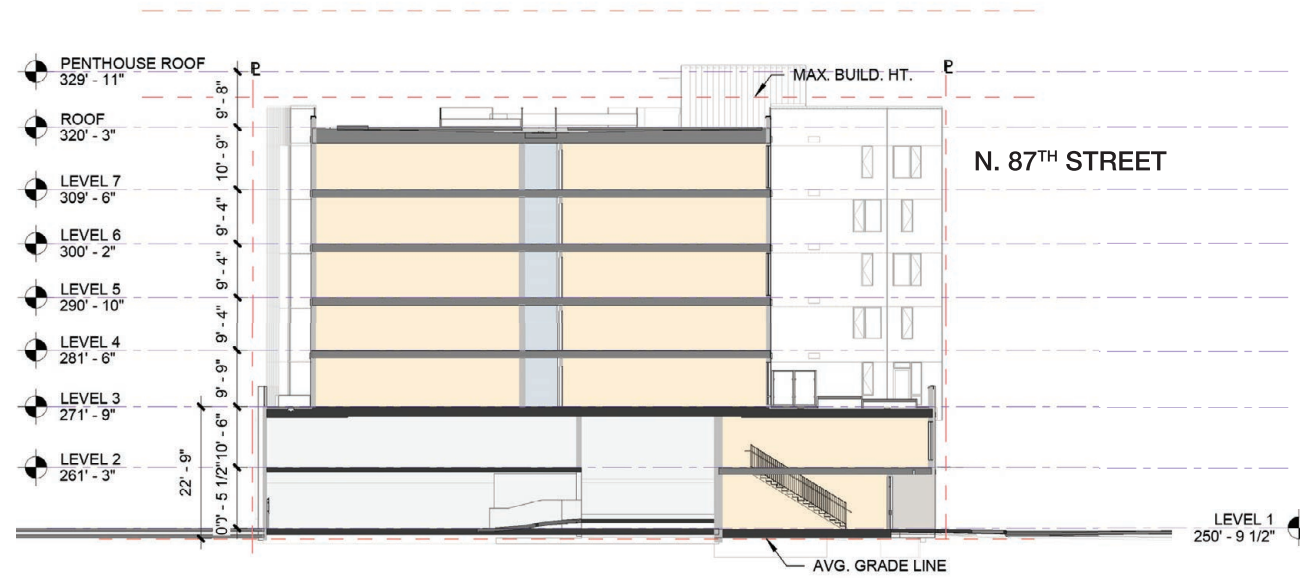 PENTHOUSE ROOF
329' - 11"
ROOF
320' - 3"
LEVEL 7
309' - 6"
LEVEL 6
300' - 2"
LEVEL 5
290' - 10"
LEVEL 4
281' - 6"
LEVEL 3
271' - 9"
LEVEL 2
261' - 3"
9' - 8"
10' - 9"
9' - 4"
9' - 4"
9' - 4"
9' - 9"
10' - 6"
5 1/2"
22' - 9"
PL
PL
MAX. BUILD. HT.
N. 87TH STREET
AVG. GRADE LINE
LEVEL 1
250' - 9 1/2"